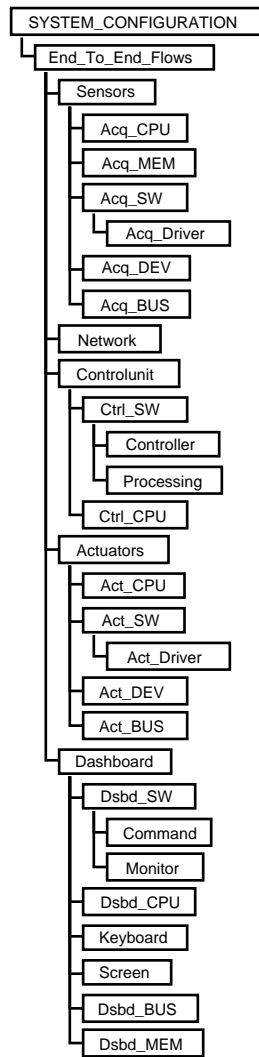 SYSTEM_CONFIGURATION
End_To_End_Flows
Sensors
Acq_CPU
Acq_MEM
Acq_SW
Acq_Driver
Acq_DEV
Acq_BUS
Network
Controlunit
Ctrl_SW
Controller
Processing
Ctrl_CPU
Actuators
Act_CPU
Act_SW
Act_Driver
Act_DEV
Act_BUS
Dashboard
Dsbd_SW
Command
Monitor
Dsbd_CPU
Keyboard
Screen
Dsbd_BUS
Dsbd_MEM